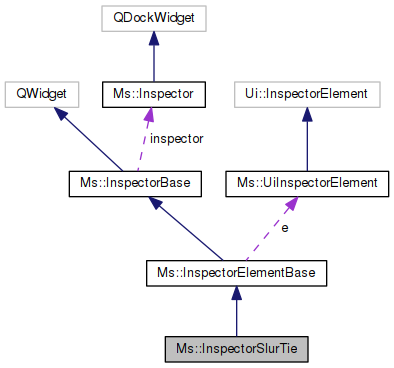 QDockWidget
QWidget
Ms::Inspector
Ui::InspectorElement
inspector
Ms::InspectorBase
Ms::UiInspectorElement
e
Ms::InspectorElementBase
Ms::InspectorSlurTie